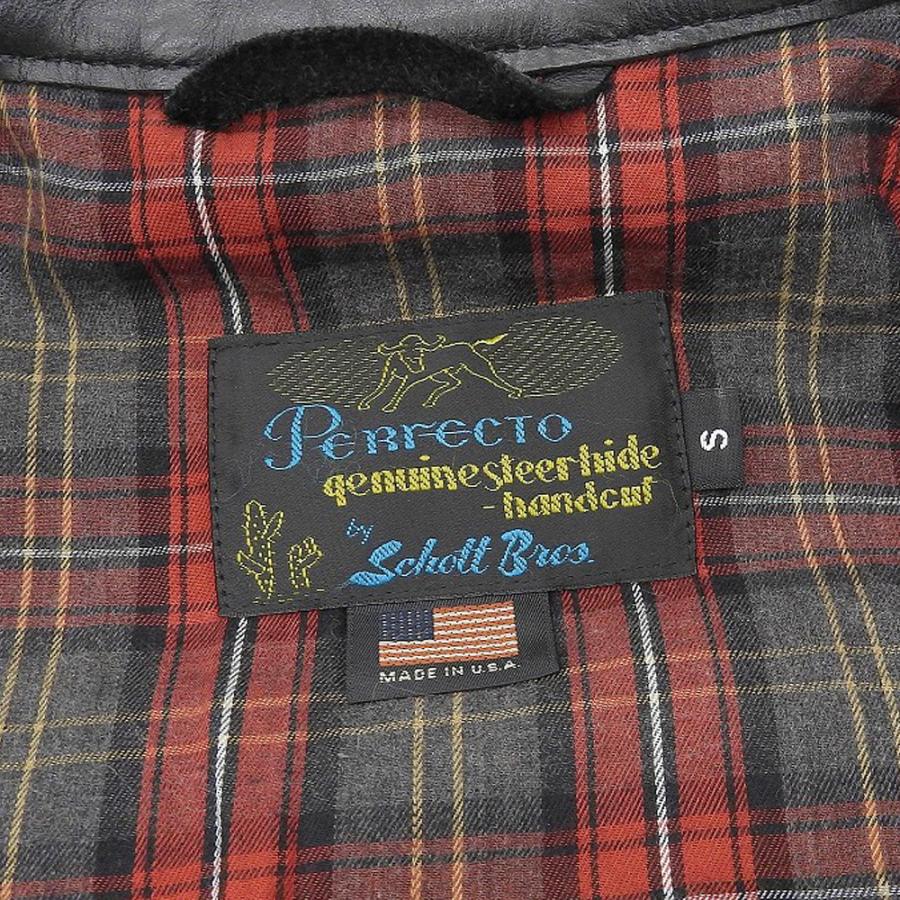 PERFECTO
genuine steerhide
-handcut
by
Schott Bros.
S
MADE IN U.S.A.